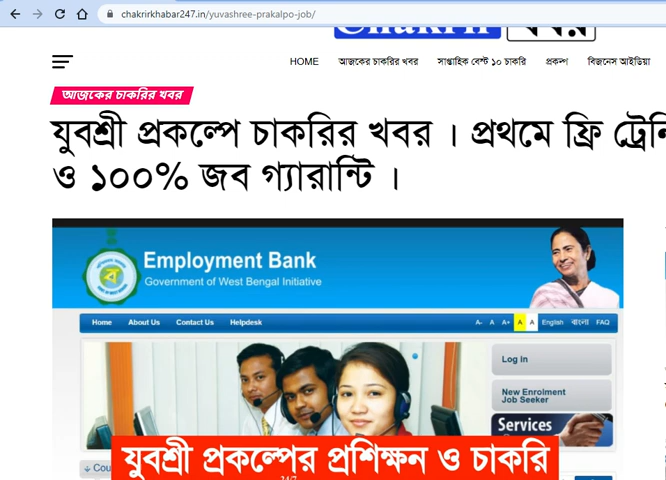 chakrirkhabar247.in/yuvashree-prakalpo-job/
HOME আজকের চাকরির খবর সাপ্তাহিক বেস্ট ১০ চাকরি প্রকল্প বিজনেস আইডিয়া
আজকের চাকরির খবর
যুবশ্রী প্রকল্পে চাকরির খবর । প্রথমে ফ্রি
ও ১০০% জব গ্যারান্টি ।
Employment Bank
Government of West Bengal Initiative
Home About Us Contact Us Helpdesk A- A A+ A A English বাংলা FAQ
Log in
New Enrolment
Job Seeker
Services
যুবশ্রী প্রকল্পের প্রশিক্ষন ও চাকরি
24/7